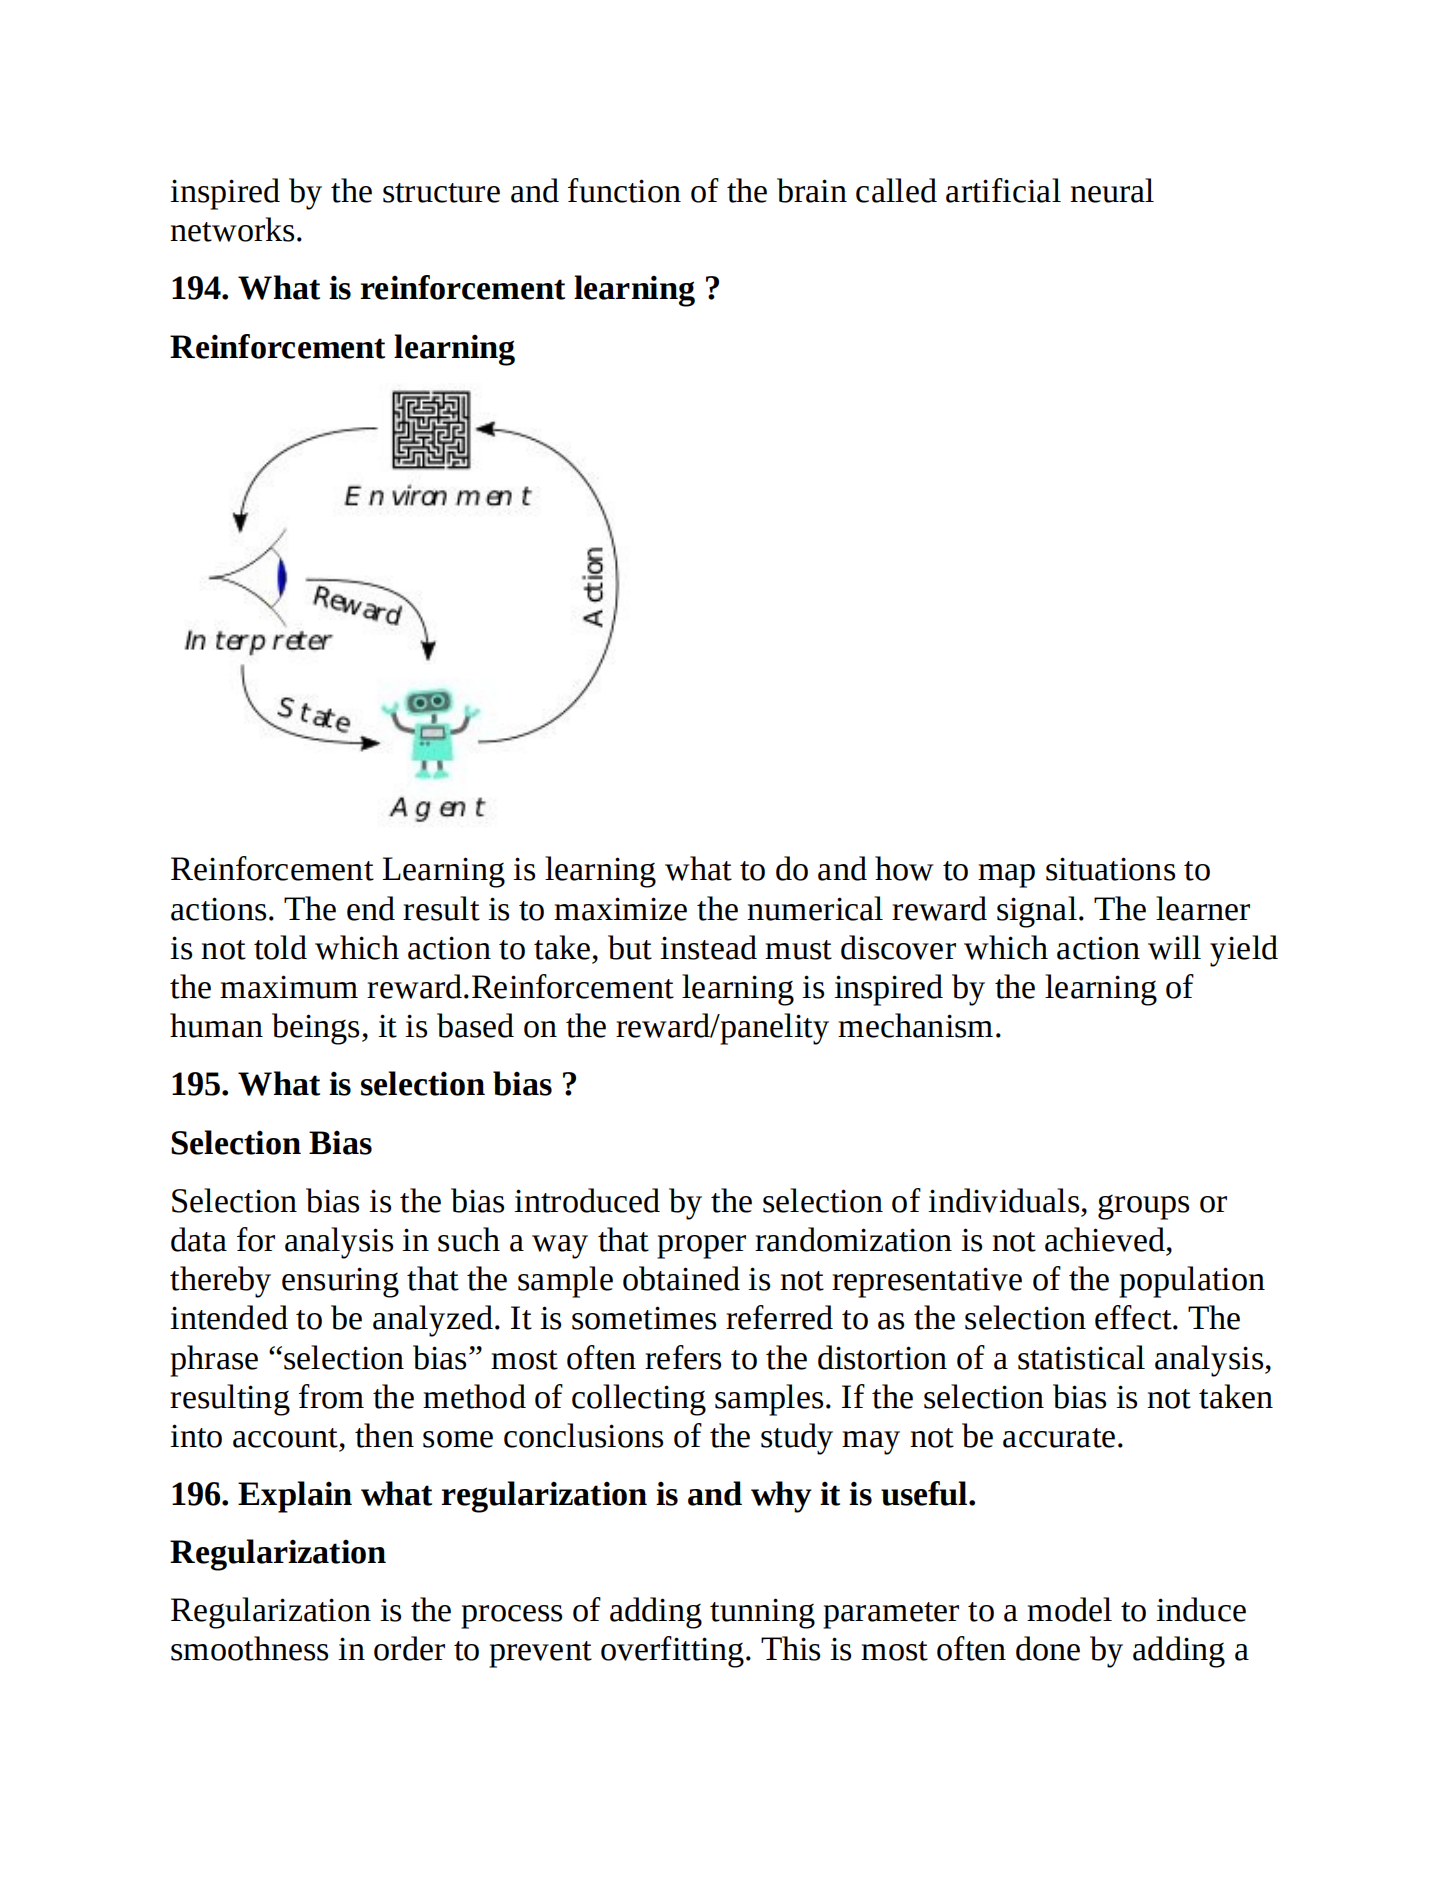 inspired by the structure and function of the brain called artificial neural
networks.
194. What is reinforcement learning ?
Reinforcement learning
Environment
Action
Reward
Interpreter
State
Agent
Reinforcement Learning is learning what to do and how to map situations to
actions. The end result is to maximize the numerical reward signal. The learner
is not told which action to take, but instead must discover which action will yield
the maximum reward.Reinforcement learning is inspired by the learning of
human beings, it is based on the reward/panelity mechanism.
195. What is selection bias ?
Selection Bias
Selection bias is the bias introduced by the selection of individuals, groups or
data for analysis in such a way that proper randomization is not achieved,
thereby ensuring that the sample obtained is not representative of the population
intended to be analyzed. It is sometimes referred to as the selection effect. The
phrase “selection bias” most often refers to the distortion of a statistical analysis,
resulting from the method of collecting samples. If the selection bias is not taken
into account, then some conclusions of the study may not be accurate.
196. Explain what regularization is and why it is useful.
Regularization
Regularization is the process of adding tunning parameter to a model to induce
smoothness in order to prevent overfitting. This is most often done by adding a